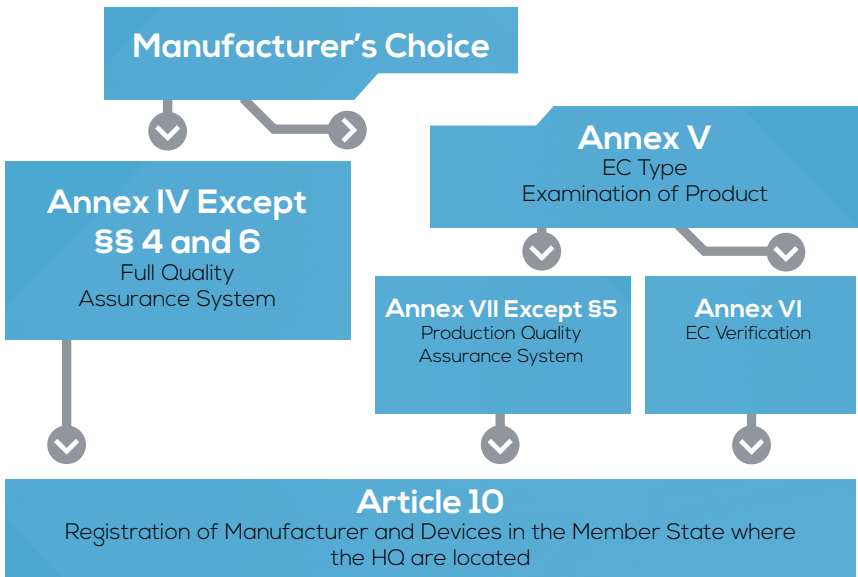 Manufacturer's Choice
Annex IV Except
§§ 4 and 6
Full Quality
Assurance System
Annex V
EC Type
Examination of Product
Annex VII Except §5
Production Quality
Assurance System
Annex VI
EC Verification
Article 10
Registration of Manufacturer and Devices in the Member State where
the HQ are located